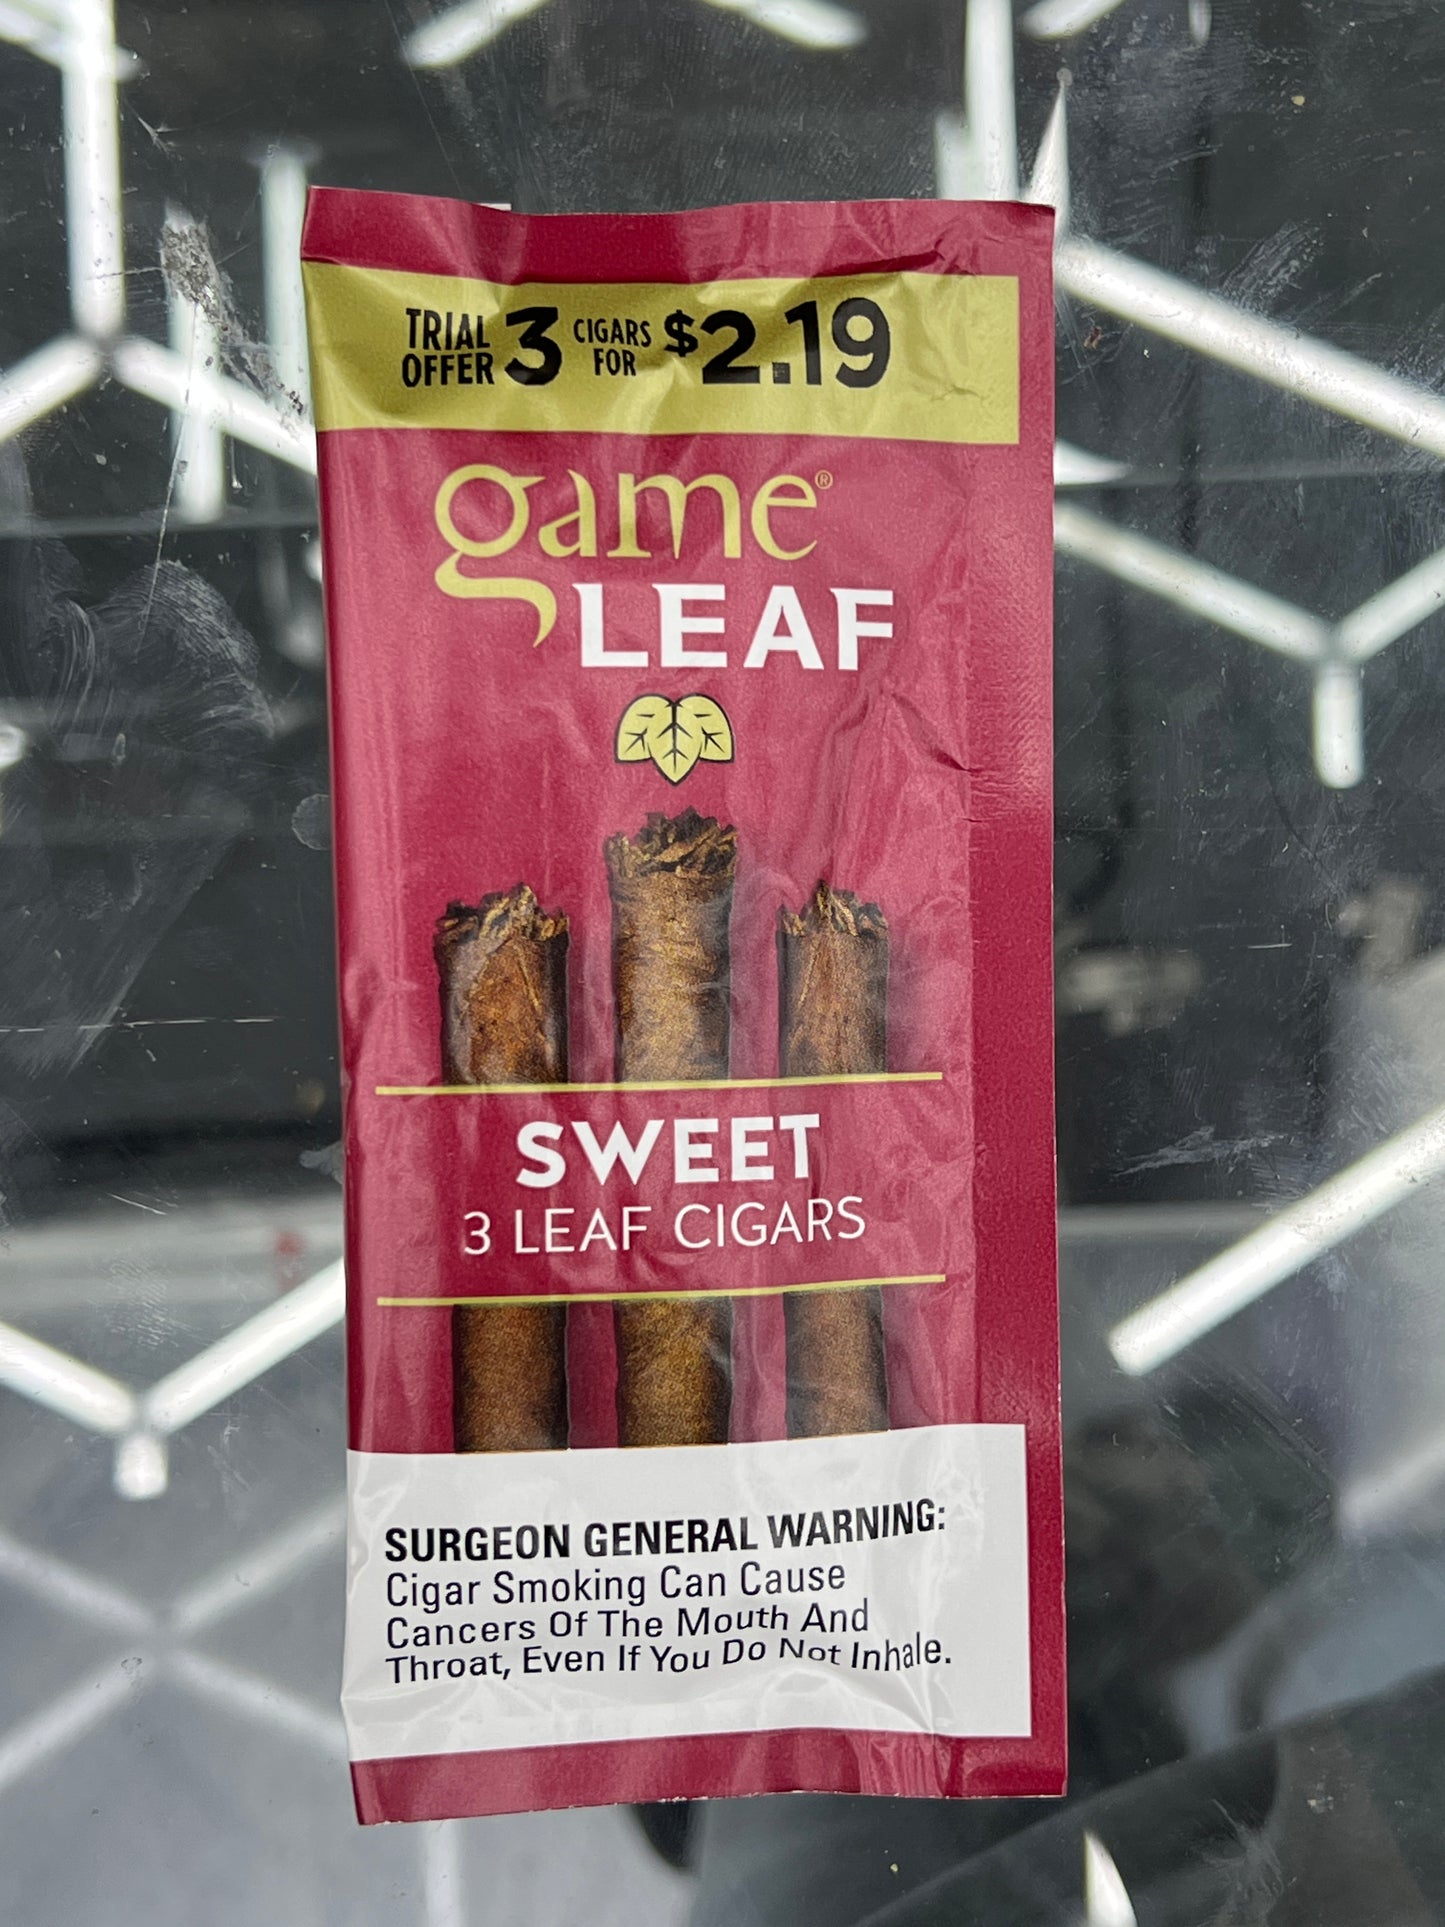 TRIAL OFFER 3 CIGARS FOR $2.19
game®
LEAF
SWEET
3 LEAF CIGARS
SURGEON GENERAL WARNING:
Cigar Smoking Can Cause
Cancers Of The Mouth And
Throat, Even If You Do Not Inhale.